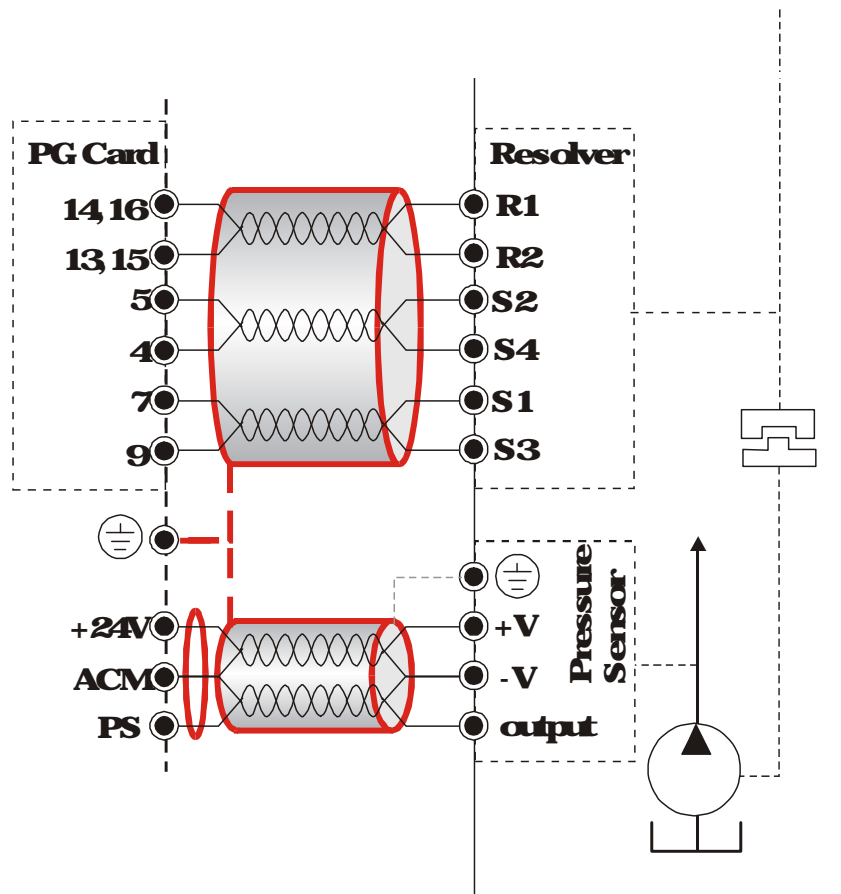 PG Card
14, 16
13, 15
5
4
7
9
+24V
ACM
PS
Resolver
R1
R2
S2
S4
S1
S3
+V
-V
output
Pressure
Sensor